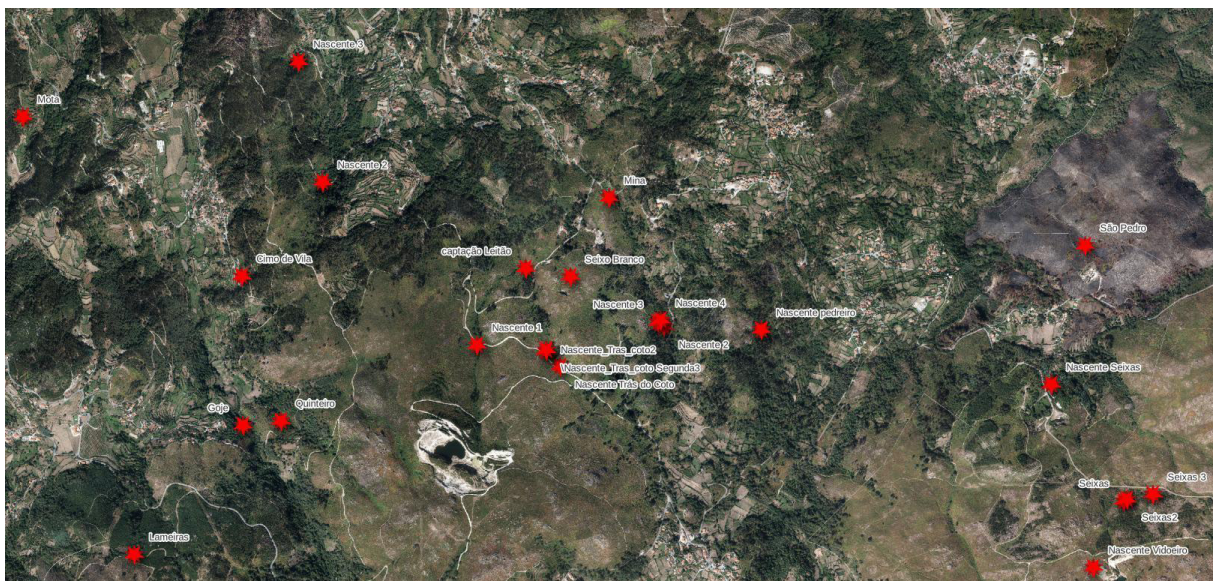 Nascente 3
Mota
Nascente 2
Mina
São Pedro
captação Leitão
Cimo de Vila
Seixo Branco
Nascente 3
Nascente 4
Nascente pedreiro
Nascente 1
Nascente 2
Nascente_Tras_coto2
\Nascente_Tras_coto Segunda3
Nascente Seixas
Nascente Trás do Coto
Quinteiro
Goje
Seixas 3
Seixas
Seixas2
Lameiras
Nascente Vidoeiro